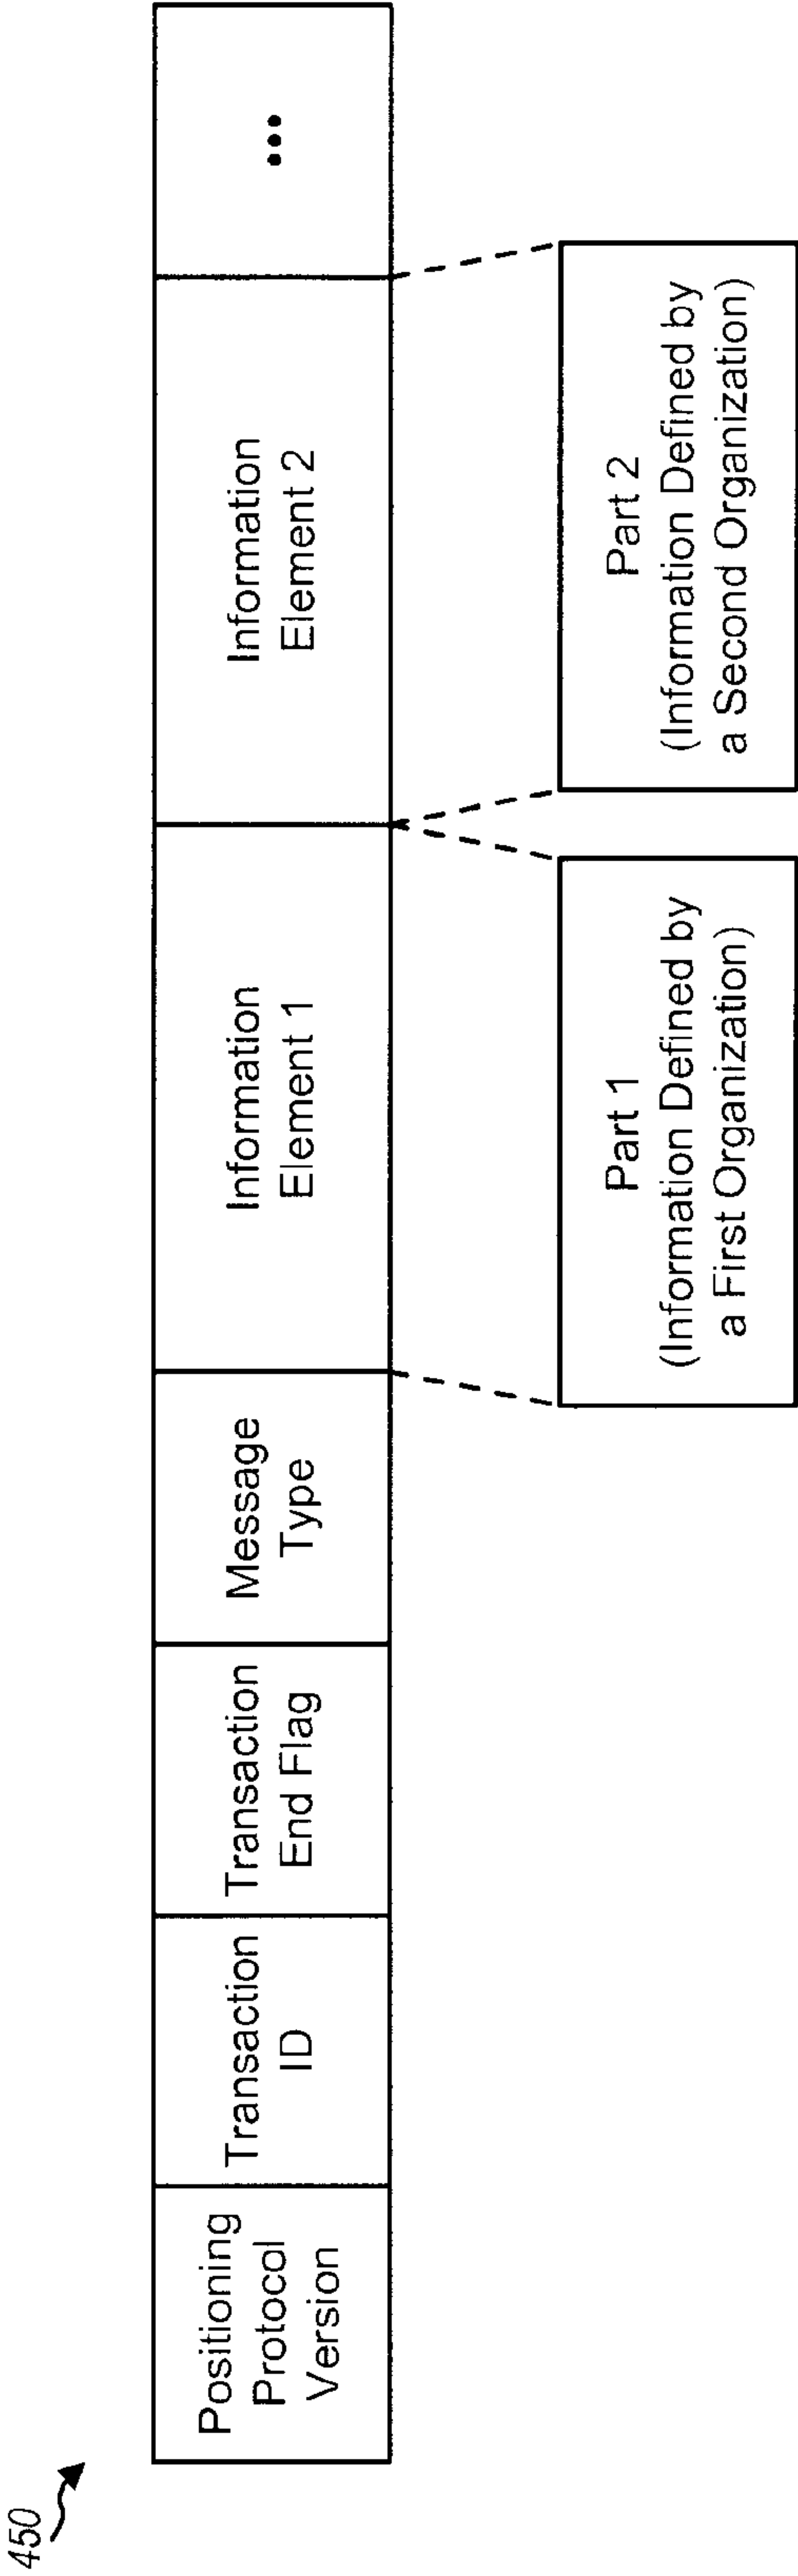 450
Positioning
Protocol
Version
Transaction
ID
Transaction
End Flag
Message
Type
Information
Element 1
Information
Element 2
•••
Part 1
(Information Defined by
a First Organization)
Part 2
(Information Defined by
a Second Organization)